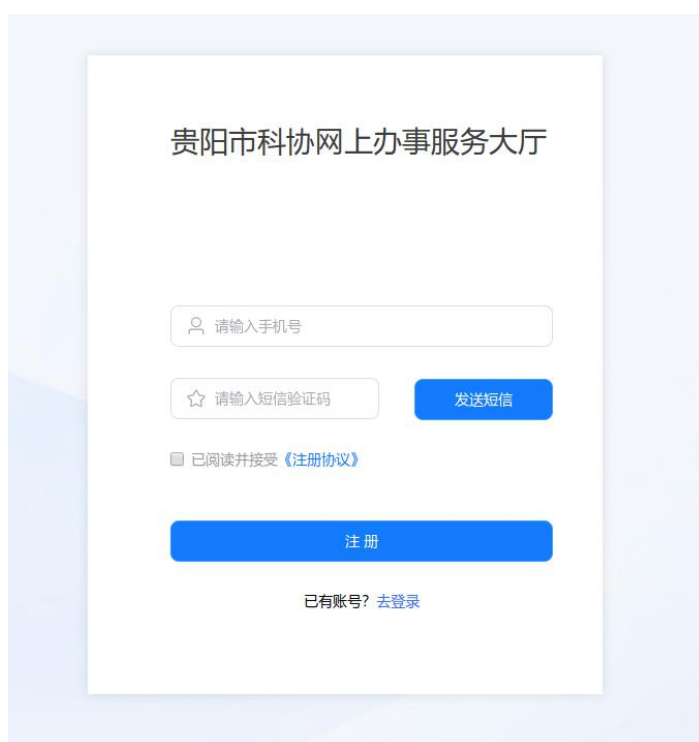 贵阳市科协网上办事服务大厅
请输入手机号
请输入短信验证码 发送短信
已阅读并接受《注册协议》
注 册
已有账号？去登录